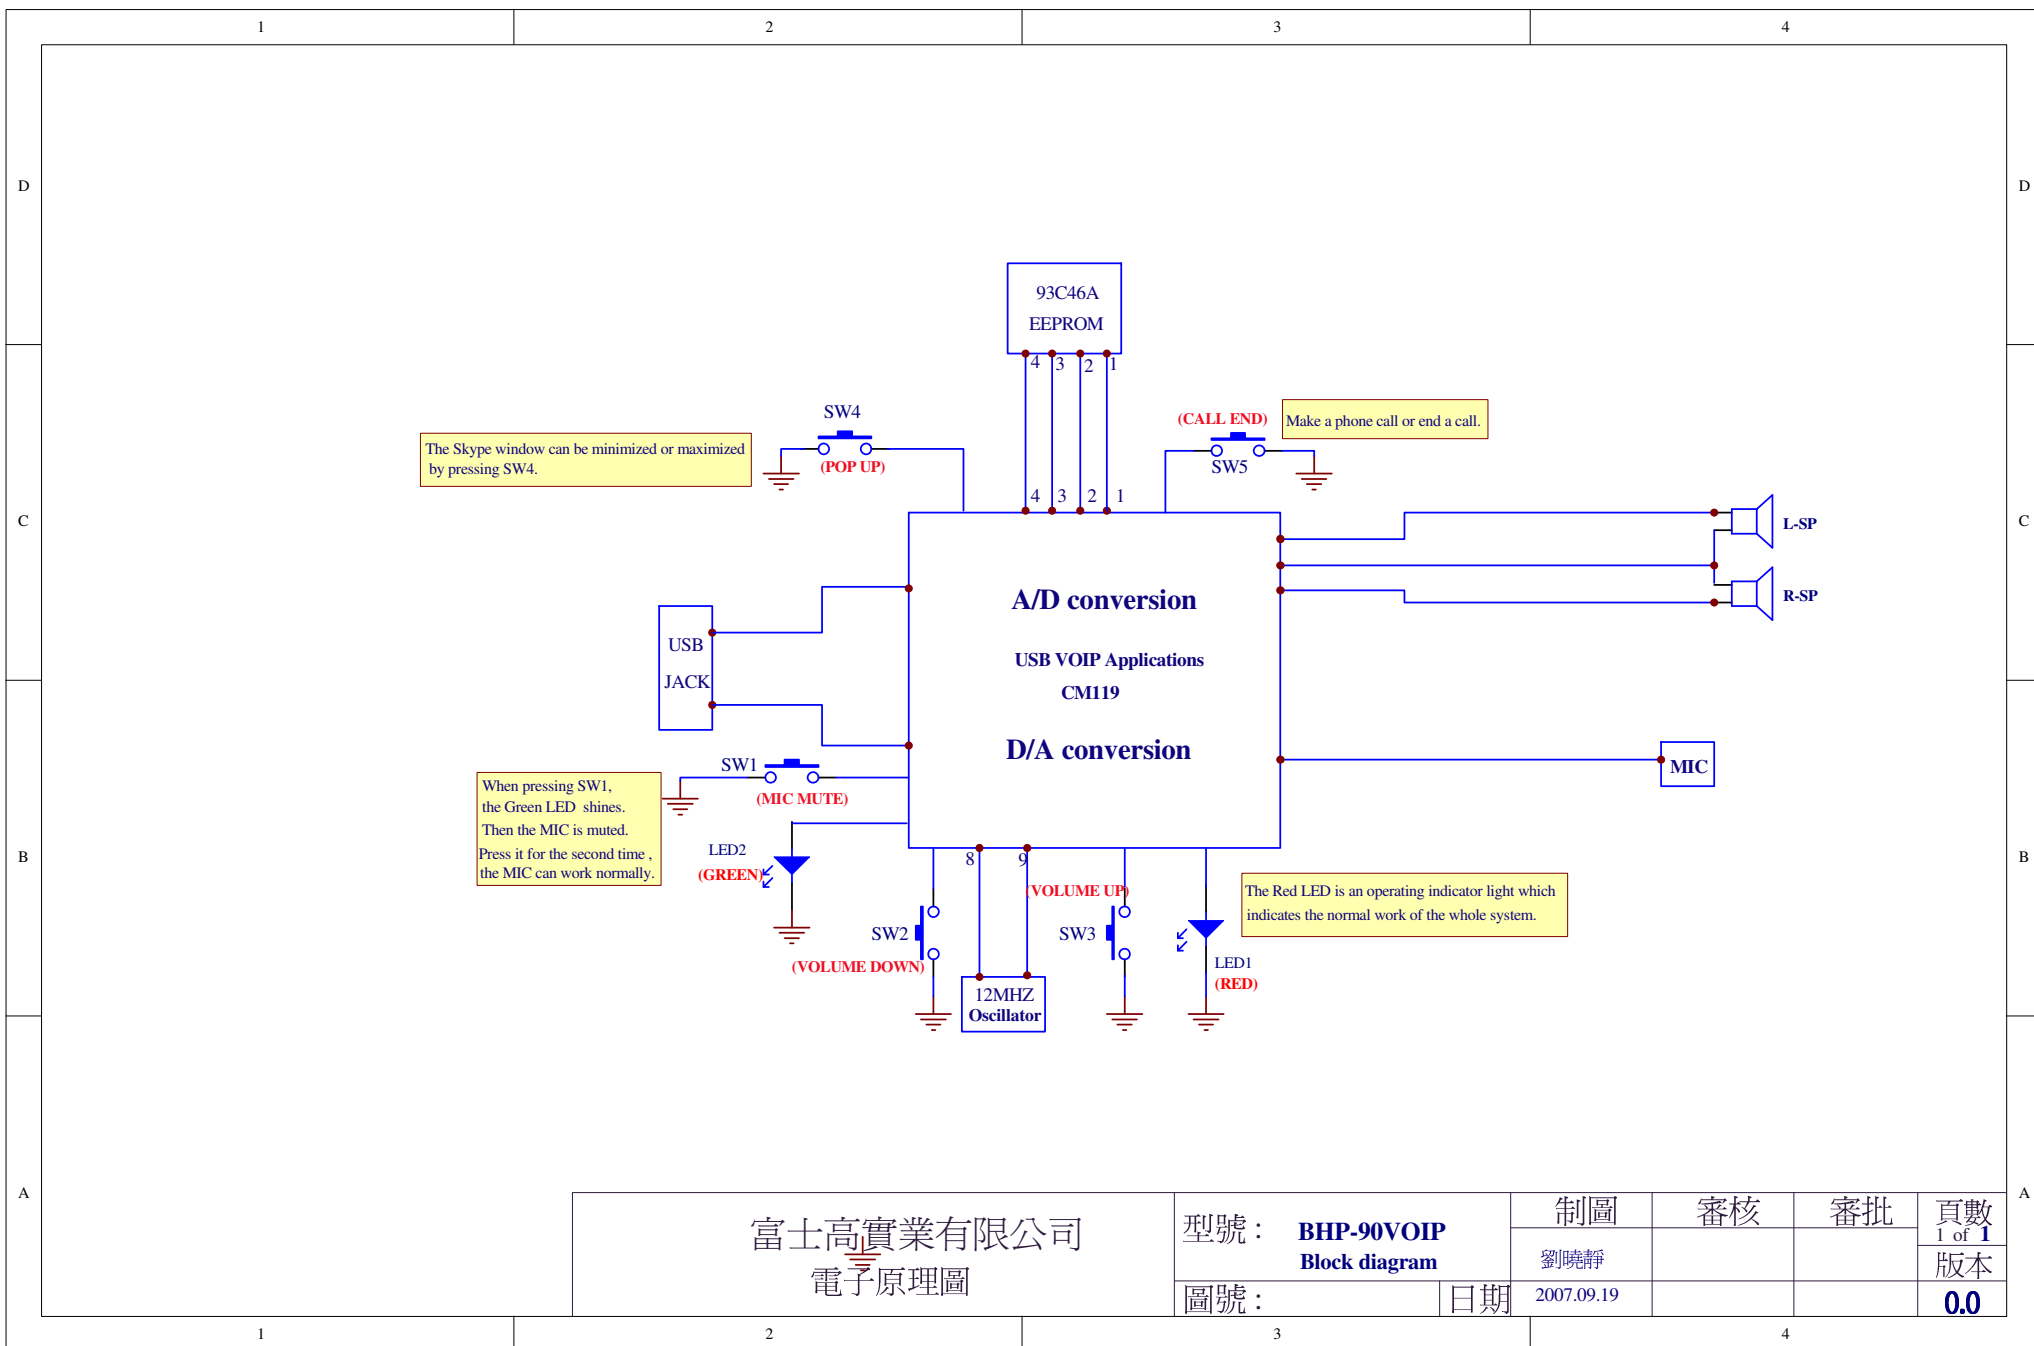 1 2 3 4
D D
93C46A
EEPROM
4 3 2 1
SW4
(POP UP)
The Skype window can be minimized or maximized
by pressing SW4.
(CALL END)
SW5
Make a phone call or end a call.
4 3 2 1
C C
L-SP
R-SP
A/D conversion
USB VOIP Applications
CM119
D/A conversion
USB
JACK
SW1
(MIC MUTE)
MIC
When pressing SW1,
the Green LED shines.
Then the MIC is muted.
Press it for the second time ,
the MIC can work normally.
B B
LED2
(GREEN)
8 9
(VOLUME UP)
SW2
(VOLUME DOWN)
SW3
The Red LED is an operating indicator light which
indicates the normal work of the whole system.
LED1
(RED)
12MHZ
Oscillator
A A
富士高實業有限公司
電子原理圖
型號： BHP-90VOIP
Block diagram
圖號：
日期 2007.09.19
制圖 審核 審批 頁數
劉曉靜
1 of 1
版本
0.0
1 2 3 4